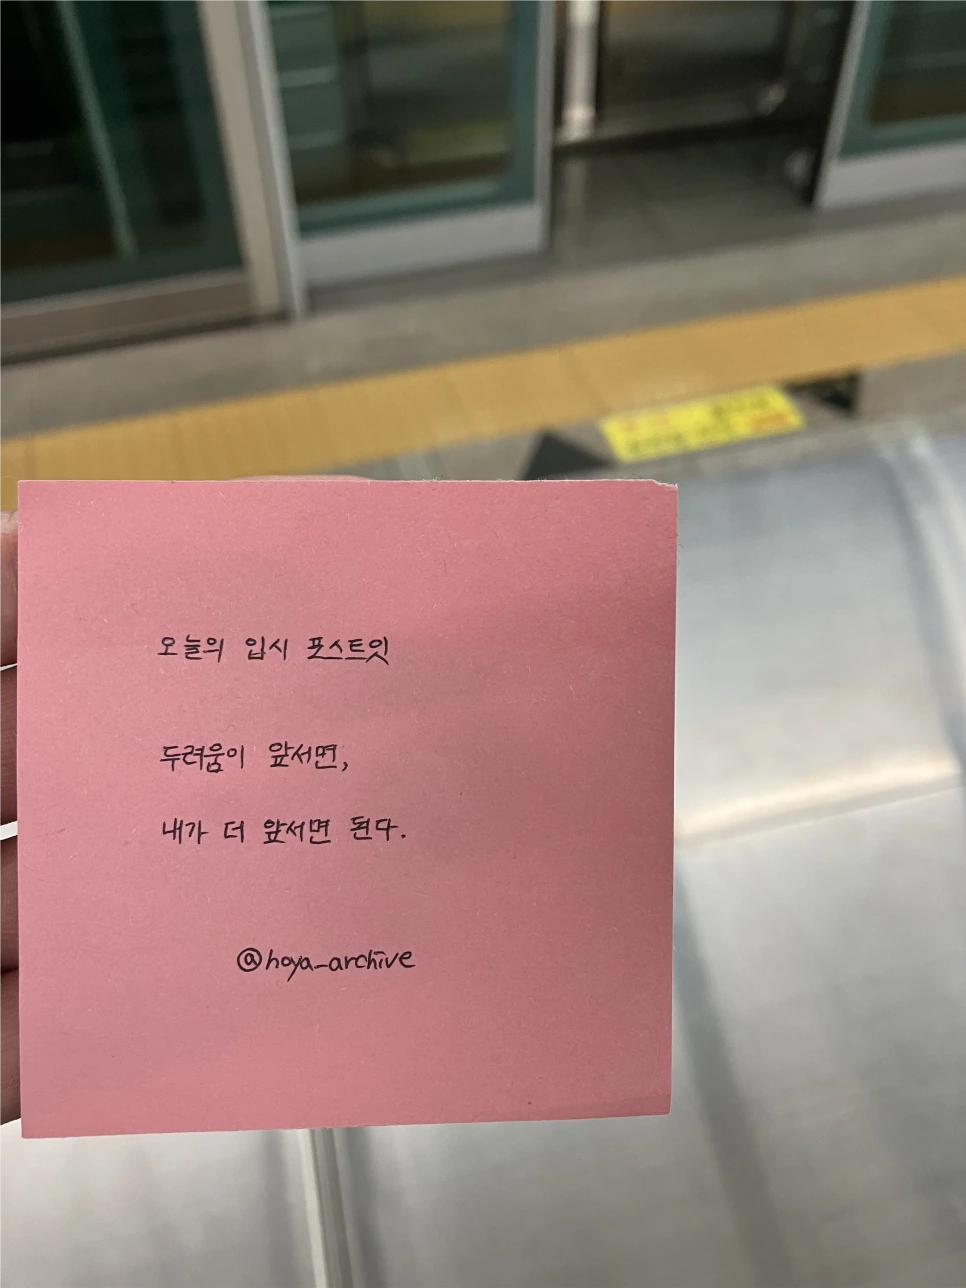 오늘의 입시 포스트잇
두려움이 앞서면,
내가 더 앞서면 된다.
@hoya_archive